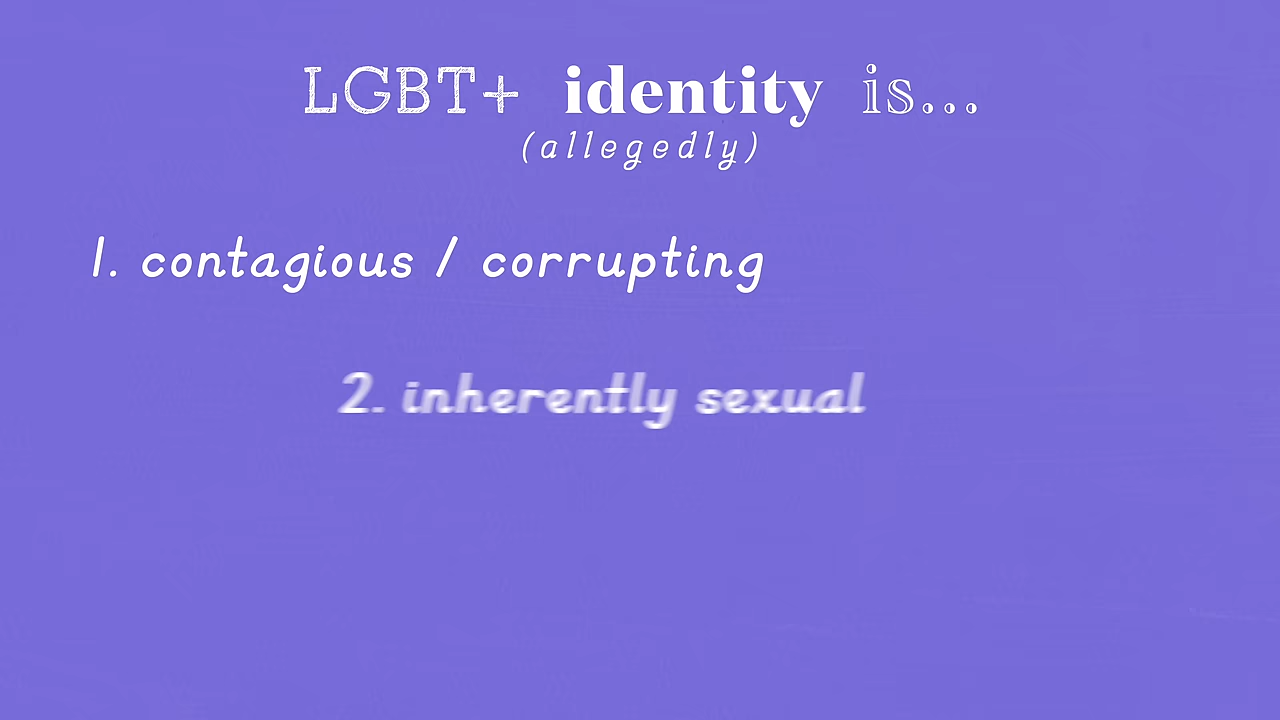 LGBT+ identity is...
(allegedly)
1. contagious / corrupting
2. inherently sexual